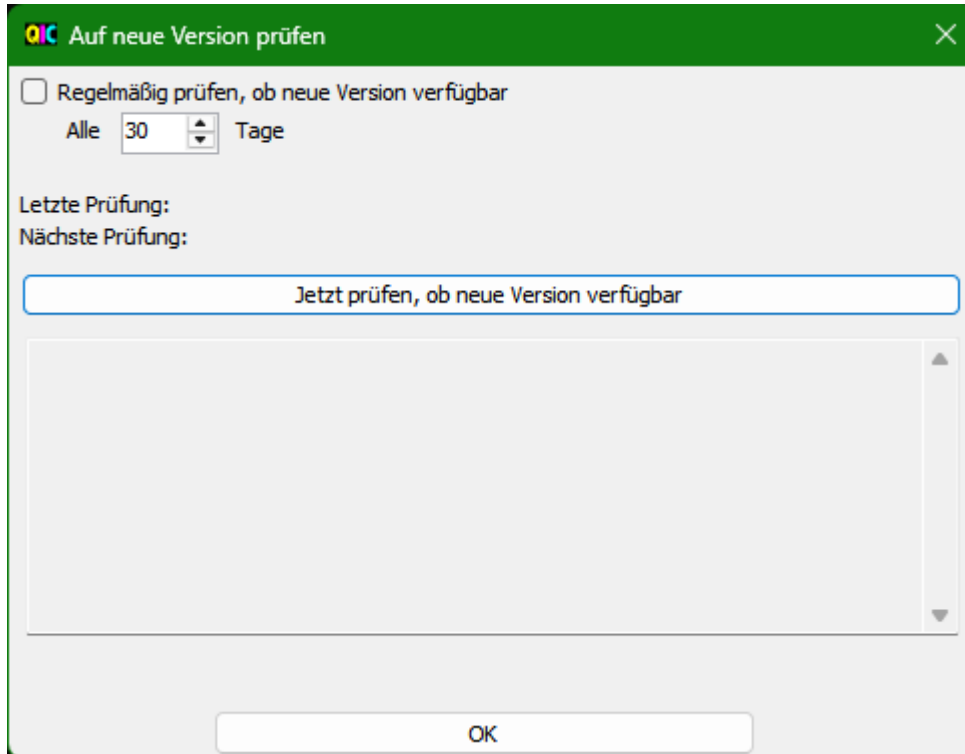 QIC Auf neue Version prüfen
Regelmäßig prüfen, ob neue Version verfügbar
Alle 30 Tage
Letzte Prüfung:
Nächste Prüfung:
Jetzt prüfen, ob neue Version verfügbar
OK